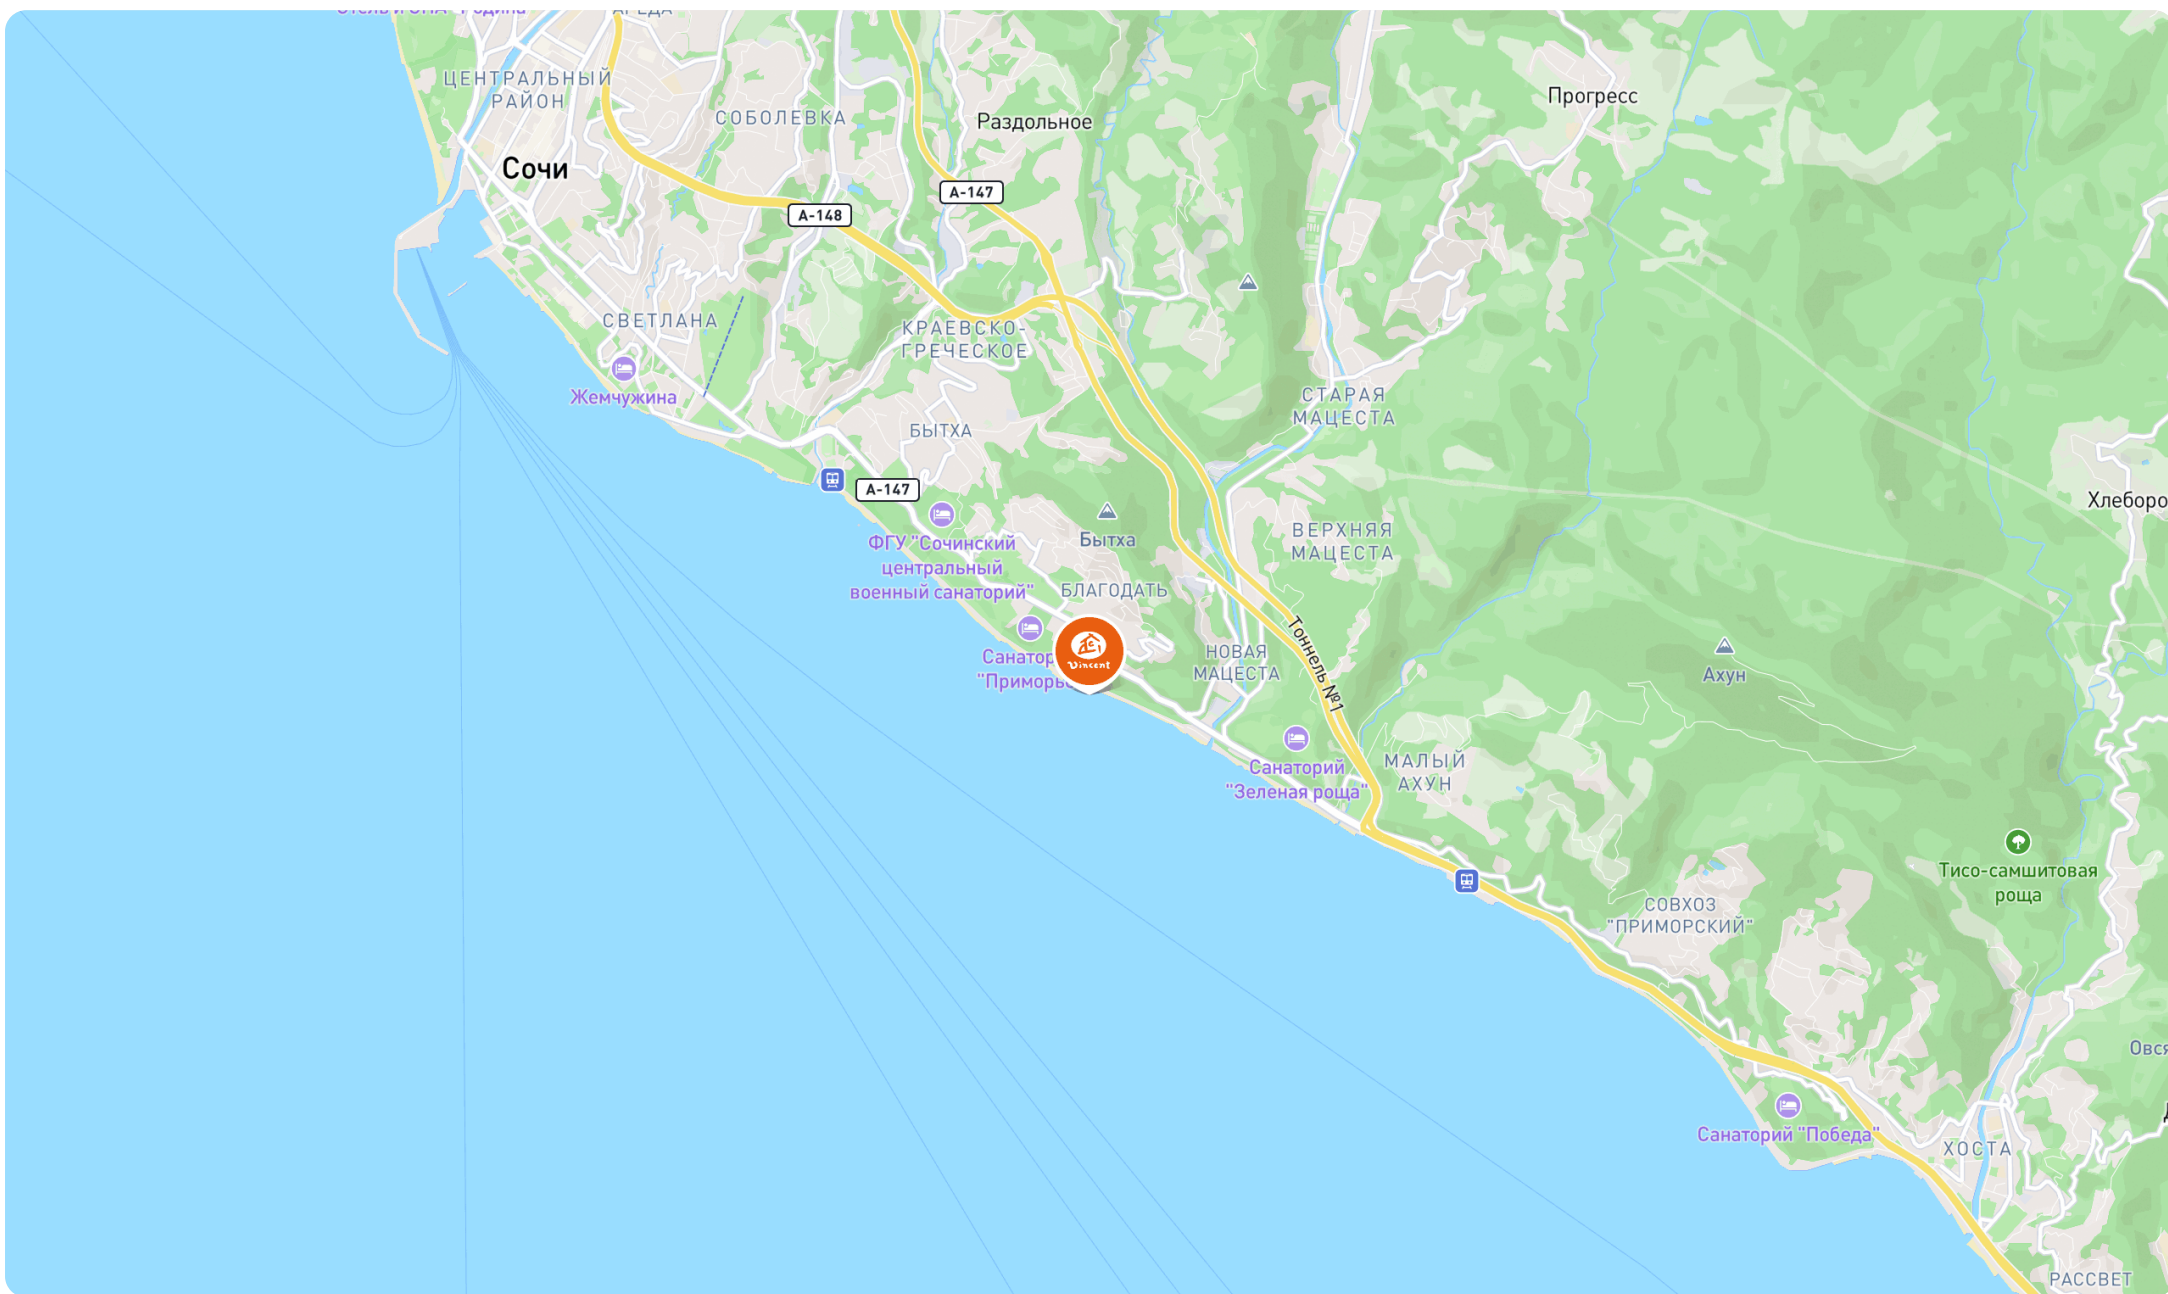 ЦЕНТРАЛЬНЫЙ
РАЙОН
СОБОЛЕВКА
Раздольное
Прогресс
Сочи
А-147
А-148
СВЕТЛАНА
КРАЕВСКО-
ГРЕЧЕСКОЕ
Жемчужина
СТАРАЯ
МАЦЕСТА
БЫТХА
А-147
Хлеборо
ФГУ "Сочинский
центральный
военный санаторий"
Бытха
ВЕРХНЯЯ
МАЦЕСТА
БЛАГОДАТЬ
Vincent
Санатор
"Приморье
НОВАЯ
МАЦЕСТА
Тоннель №1
Ахун
Санаторий
"Зеленая роща"
МАЛЫЙ
АХУН
Тисо-самшитовая
роща
СОВХОЗ
"ПРИМОРСКИЙ"
Овся
Санаторий "Победа"
ХОСТА
РАССВЕТ